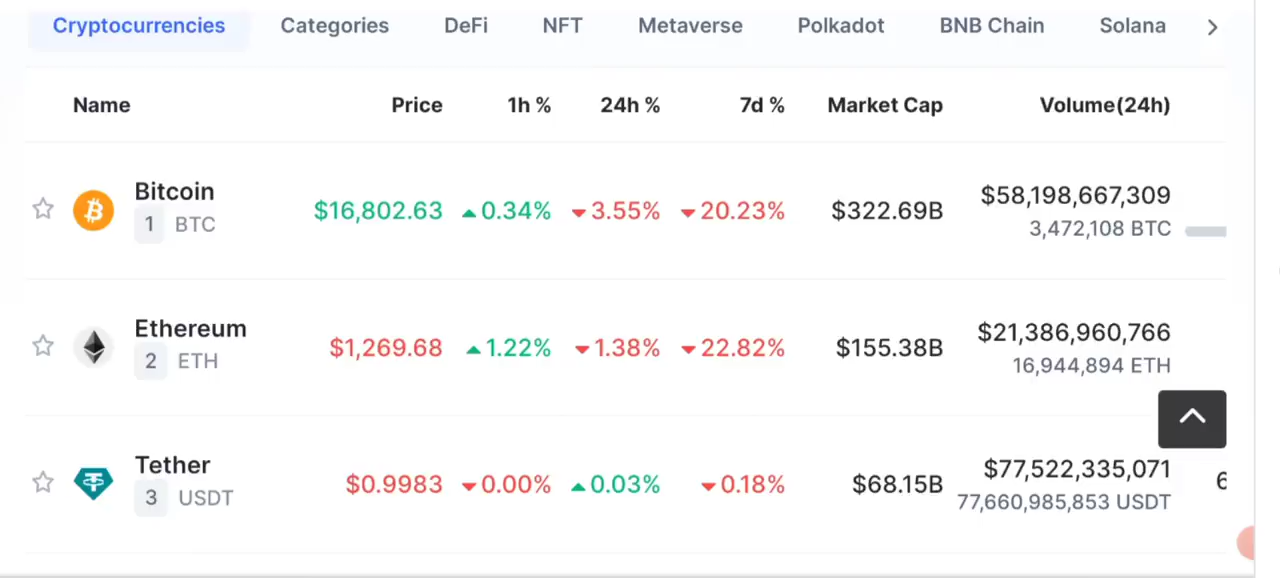 Cryptocurrencies Categories DeFi NFT Metaverse Polkadot BNB Chain Solana
Name Price 1h % 24h % 7d % Market Cap Volume(24h)
Bitcoin
1 BTC
$16,802.63 0.34% 3.55% 20.23% $322.69B $58,198,667,309
3,472,108 BTC
Ethereum
2 ETH
$1,269.68 1.22% 1.38% 22.82% $155.38B $21,386,960,766
16,944,894 ETH
Tether
3 USDT
$0.9983 0.00% 0.03% 0.18% $68.15B $77,522,335,071
77,660,985,853 USDT